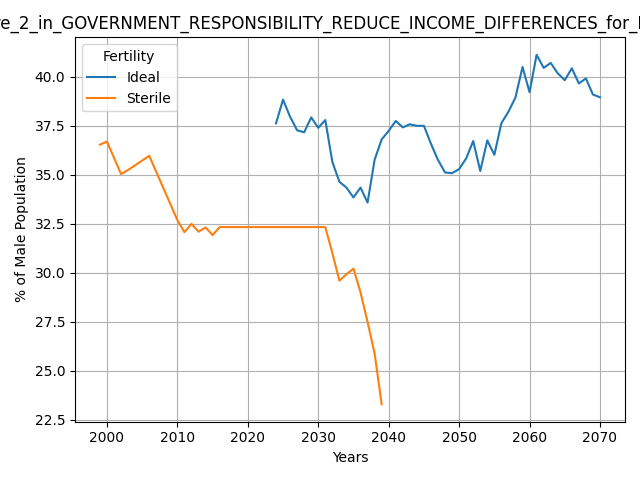 re_2_in_GOVERNMENT_RESPONSIBILITY_REDUCE_INCOME_DIFFERENCES_for_
Fertility
Ideal
Sterile
% of Male Population
40.0
37.5
35.0
32.5
30.0
27.5
25.0
22.5
2000
2010
2020
2030
2040
2050
2060
2070
Years